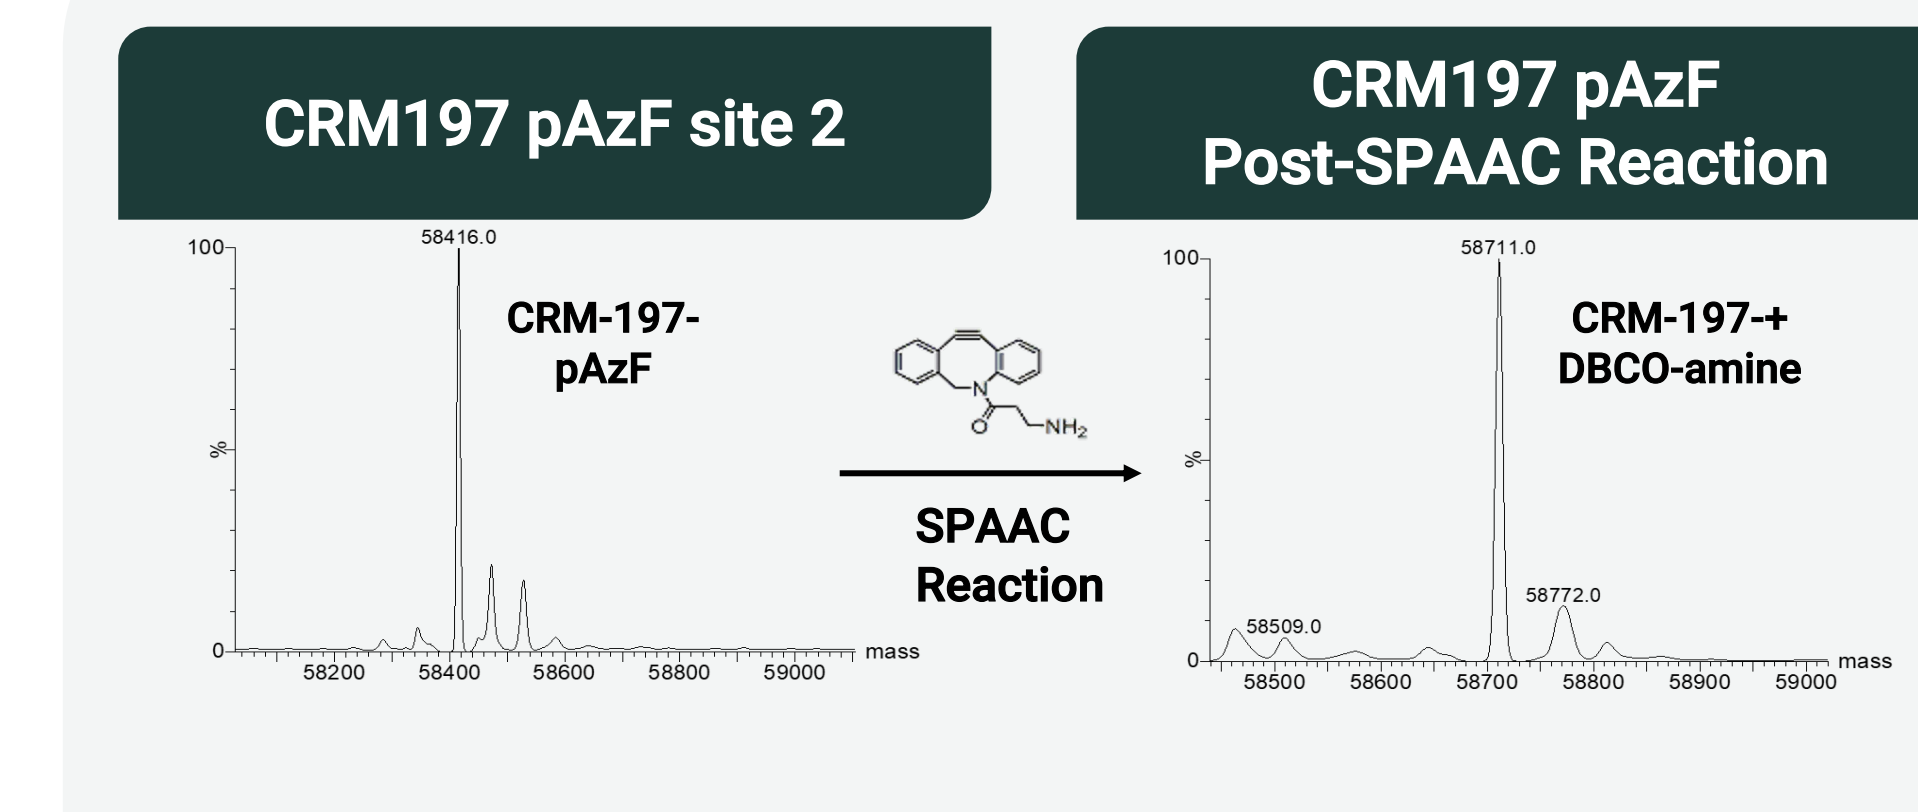 CRM197 pAzF site 2
CRM197 pAzF
Post-SPAAC Reaction
58416.0
100
%
0
CRM-197-
pAzF
58200 58400 58600 58800 59000
mass
N
O
NH2
SPAAC
Reaction
58711.0
100
%
0
CRM-197-+
DBCO-amine
58509.0
58772.0
58500 58600 58700 58800 58900 59000
mass